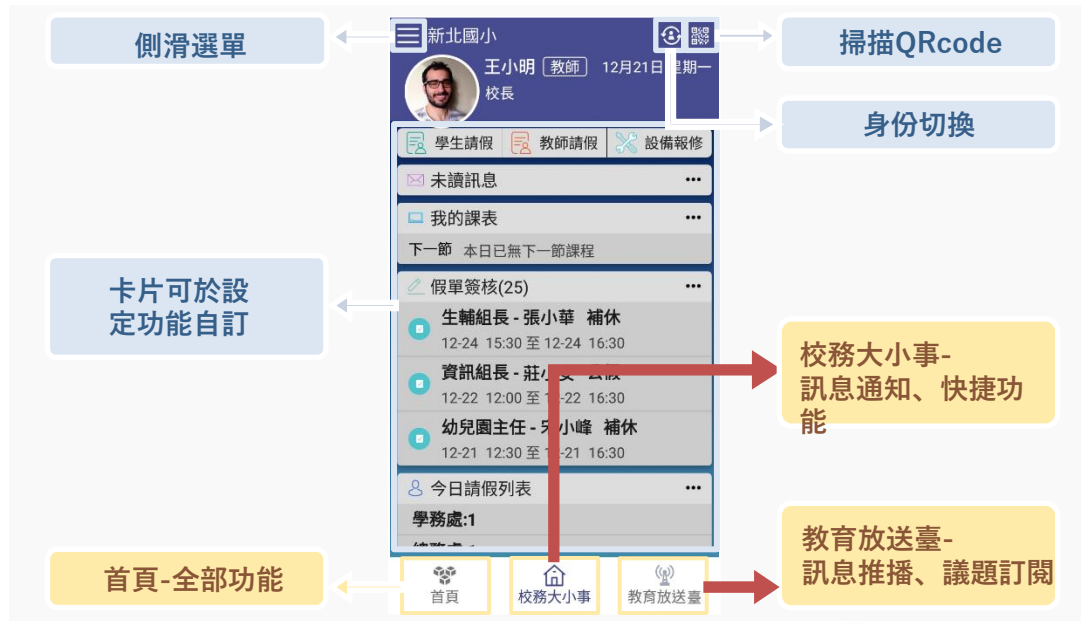 側滑選單
新北國小
王小明 教師 12月21日 星期一
校長
掃描QRcode
身份切換
學生請假 教師請假 設備報修
未讀訊息
我的課表
下一節 本日已無下一節課程
卡片可於設
定功能自訂
假單簽核(25)
生輔組長 - 張小華 補休
12-24 15:30 至 12-24 16:30
資訊組長 - 莊小
12-22 12:00 至 12-22 16:30
幼兒園主任 - 小峰 補休
12-21 12:30 至 12-21 16:30
今日請假列表
學務處:1
校務大小事-
訊息通知、快捷功
能
教育放送臺-
訊息推播、議題訂閱
首頁-全部功能
首頁
校務大小事
教育放送臺